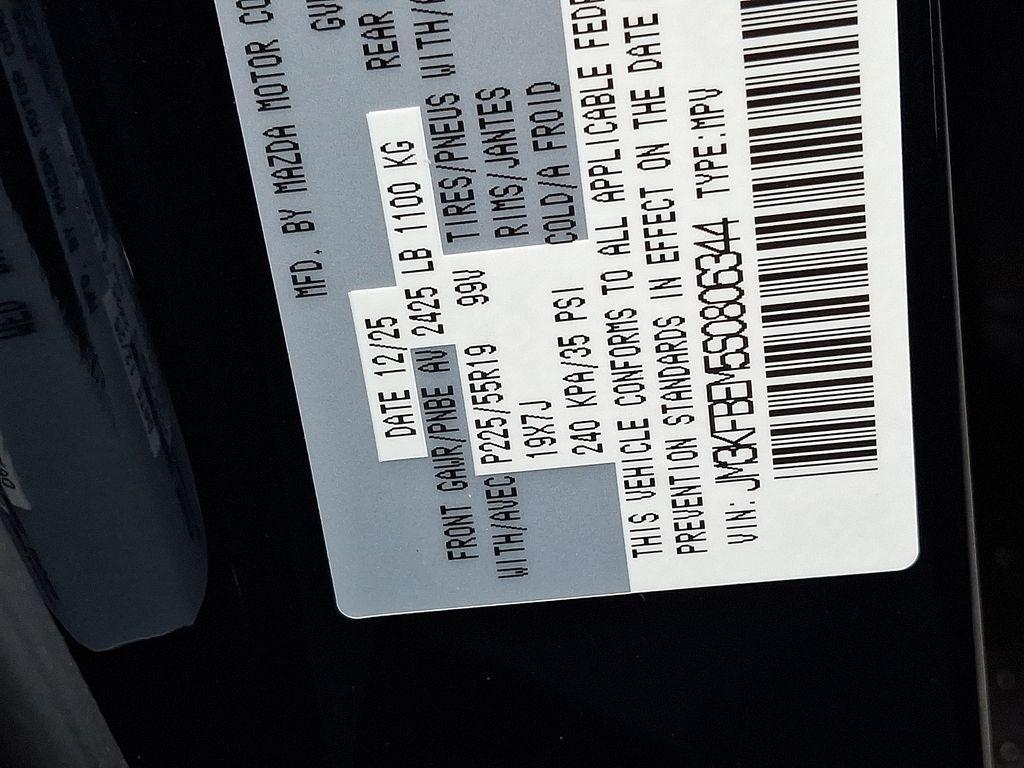 MFD. BY MAZDA MOTOR CO
DATE 12/25 GV
FRONT GAWR/PNBE AV 2425 LB 1100 KG REAR
WITH/AVEC P225/55R19 99V TIRES/PNEUS WITH/
19X7J RIMS/JANTES
240 KPA/35 PSI COLD/A FROID
THIS VEHICLE CONFORMS TO ALL APPLICABLE FEDE
PREVENTION STANDARDS IN EFFECT ON THE DATE
VIN: JM3KFBEM5S0806344 TYPE:MPV